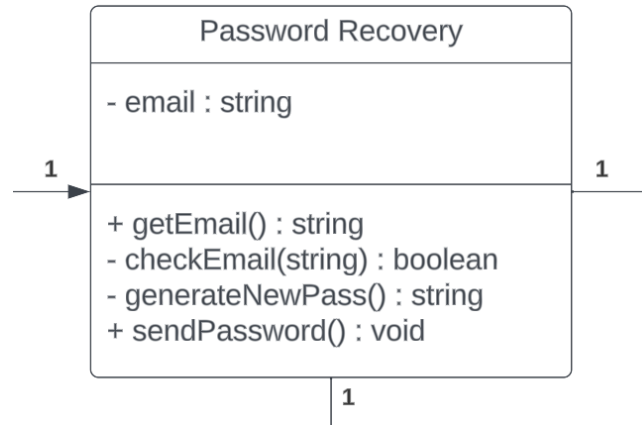 Password Recovery
- email : string
1
1
+ getEmail() : string
- checkEmail(string) : boolean
- generateNewPass() : string
+ sendPassword() : void
1